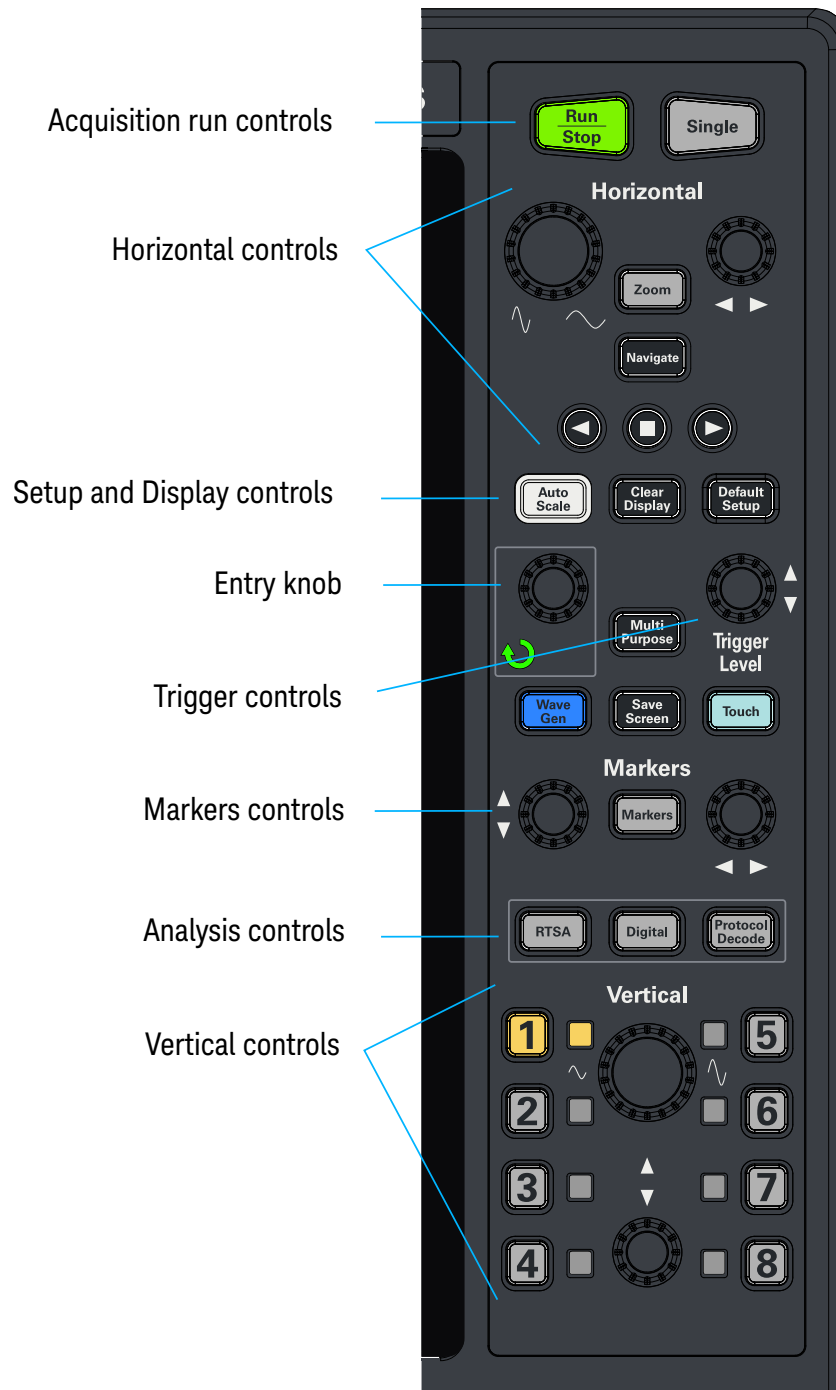 Acquisition run controls
Run
Stop
Single
Horizontal
Horizontal controls
Zoom
Navigate
Setup and Display controls
Auto
Scale
Clear
Display
Default
Setup
Entry knob
Multi
Purpose
Trigger
Level
Trigger controls
Wave
Gen
Save
Screen
Touch
Markers
Markers controls
Markers
Analysis controls
RTSA
Digital
Protocol
Decode
Vertical
Vertical controls
1
5
2
6
3
7
4
8